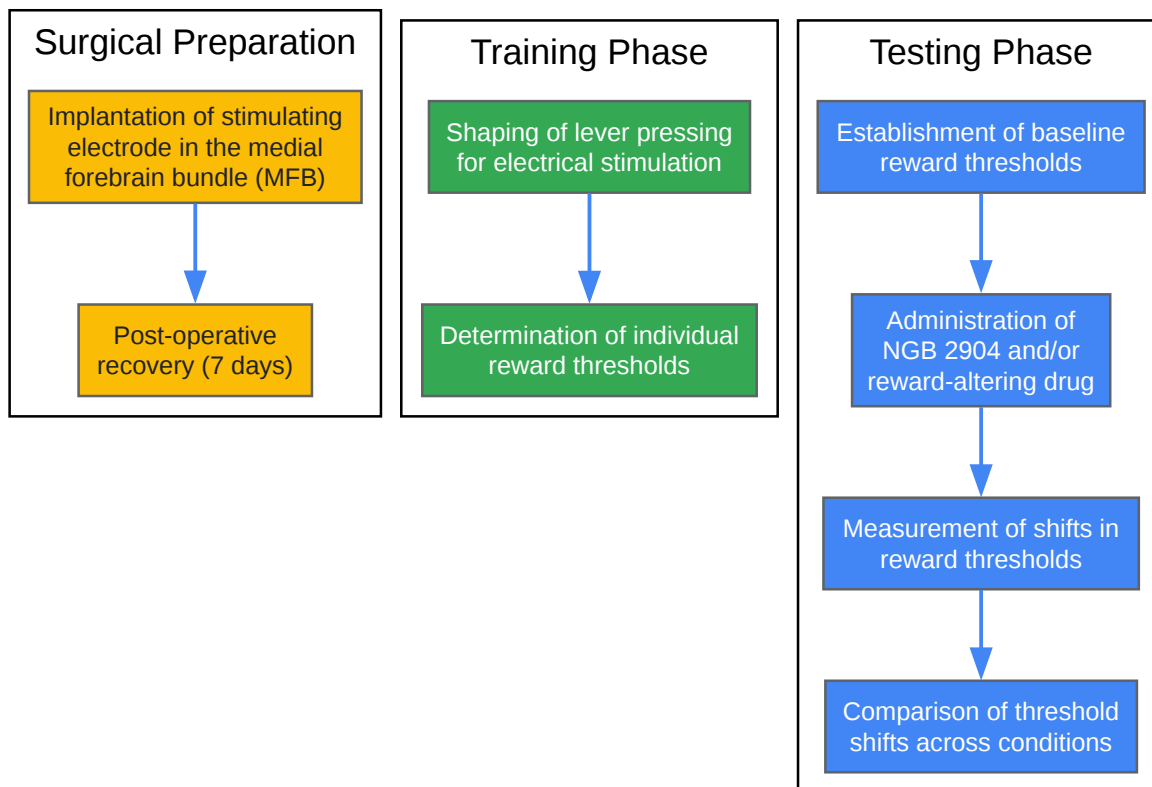 Surgical Preparation
Implantation of stimulating
electrode in the medial
forebrain bundle (MFB)
Post-operative
recovery (7 days)
Training Phase
Shaping of lever pressing
for electrical stimulation
Determination of individual
reward thresholds
Testing Phase
Establishment of baseline
reward thresholds
Administration of
NGB 2904 and/or
reward-altering drug
Measurement of shifts in
reward thresholds
Comparison of threshold
shifts across conditions